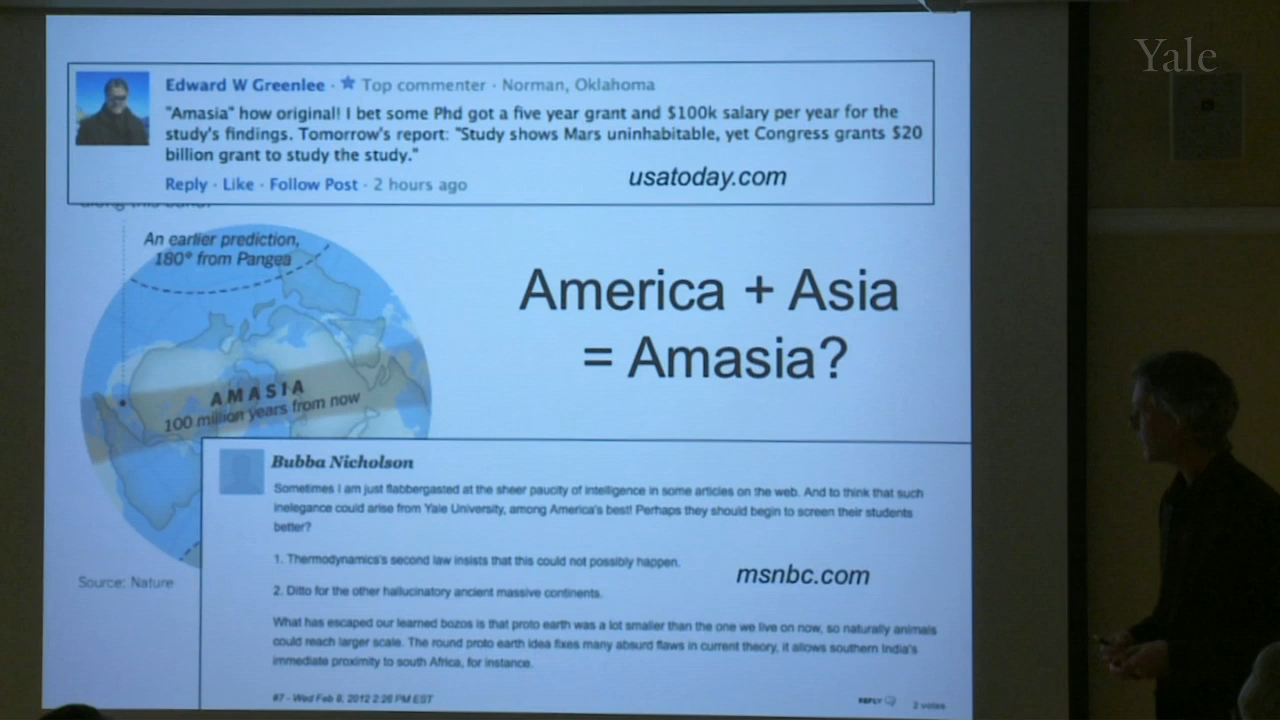 Yale
Edward W Greenlee · Top commenter · Norman, Oklahoma
"Amasia" how original! I bet some Phd got a five year grant and $100k salary per year for the
study's findings. Tomorrow's report: "Study shows Mars uninhabitable, yet Congress grants $20
billion grant to study the study."
Reply · Like · Follow Post · 2 hours ago
usatoday.com
An earlier prediction,
180° from Pangea
America + Asia
= Amasia?
AMASIA
100 million years from now
Bubba Nicholson
Sometimes I am just flabbergasted at the sheer paucity of intelligence in some articles on the web. And to think that such
inelegance could arise from Yale University, among America's best! Perhaps they should begin to screen their students
better?
1. Thermodynamics's second law insists that this could not possibly happen.
msnbc.com
2. Ditto for the other hallucinatory ancient massive continents.
Source: Nature
What has escaped our learned bozos is that proto earth was a lot smaller than the one we live on now, so naturally animals
could reach larger scale. The round proto earth idea fixes many absurd flaws in current theory, it allows southern India's
immediate proximity to south Africa, for instance.
#7 - Wed Feb 8, 2012 2:26 PM EST
REPLY
2 votes